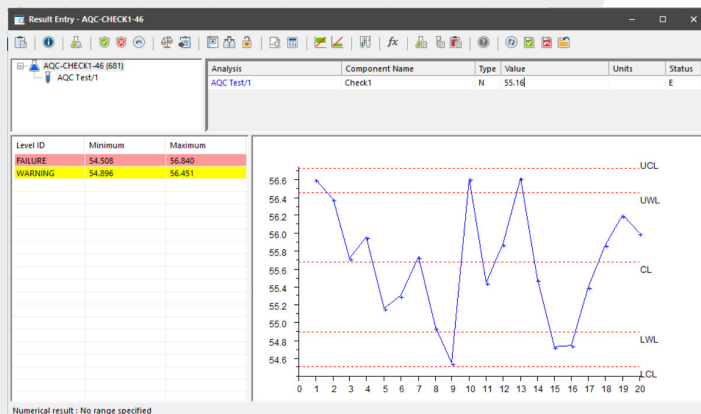 Result Entry - AQC-CHECK1-46
fx
AQC-CHECK1-46 (681)
AQC Test/1
Analysis Component Name Type Value Units Status
AQC Test/1 Check1 N 55.16 E
Level ID Minimum Maximum
FAILURE 54.508 56.840
WARNING 54.896 56.451
UCL
56.6
UWL
56.4
56.2
56.0
55.8
CL
55.6
55.4
55.2
55.0
LWL
54.8
54.6
LCL
0 1 2 3 4 5 6 7 8 9 10 11 12 13 14 15 16 17 18 19 20
Numerical result : No range specified